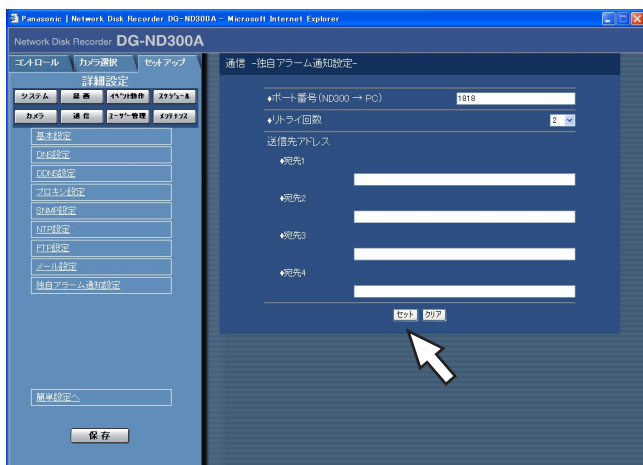 Panasonic | Network Disk Recorder DG-ND300A - Microsoft Internet Explorer
Network Disk Recorder DG-ND300A
コントロール カメラ選択 セットアップ
詳細設定
システム 録画 イベント動作 スケジュール
カメラ 通信 ユーザー管理 メンテナンス
基本設定
DNS設定
DDNS設定
プロキシ設定
SNMP設定
NTP設定
FTP設定
メール設定
独自アラーム通知設定
簡単設定へ
保存
通信 -独自アラーム通知設定-
♦ポート番号(ND300 → PC) 1818
♦リトライ回数 2
送信先アドレス
♦宛先1
♦宛先2
♦宛先3
♦宛先4
セット クリア